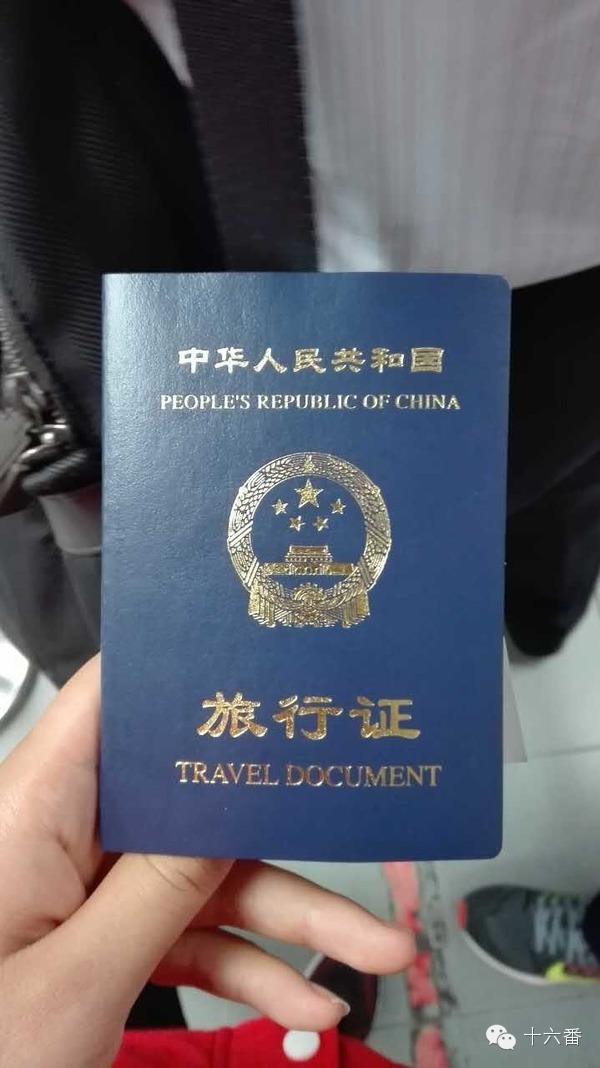 中华人民共和国
PEOPLE'S REPUBLIC OF CHINA
旅行证
TRAVEL DOCUMENT
十六番